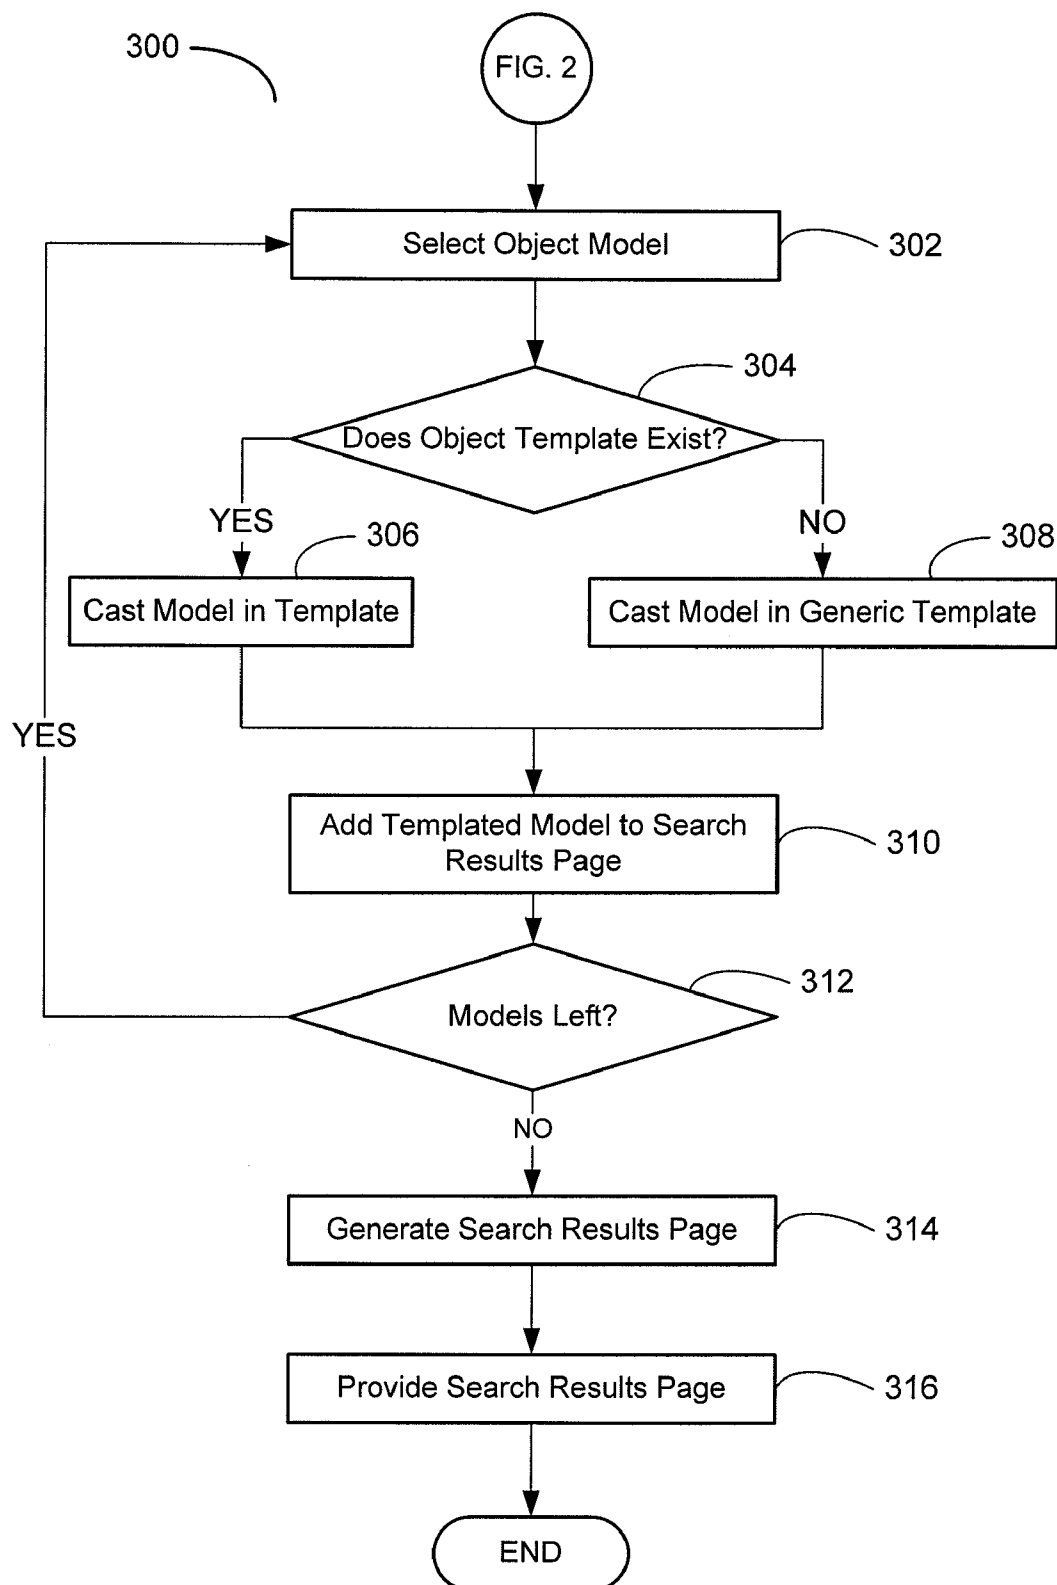 300
FIG. 2
Select Object Model
302
304
Does Object Template Exist?
YES
NO
306
308
Cast Model in Template
Cast Model in Generic Template
YES
Add Templated Model to Search
Results Page
310
312
Models Left?
NO
Generate Search Results Page
314
Provide Search Results Page
316
END